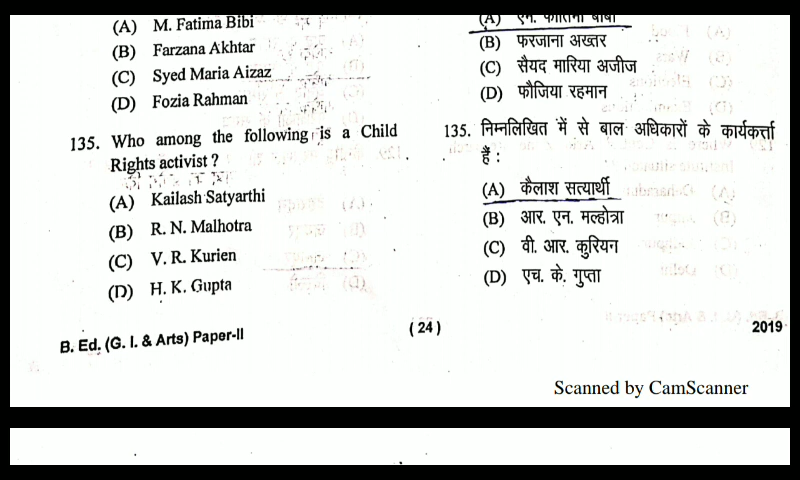 (A) M. Fatima Bibi
(B) Farzana Akhtar
(C) Syed Maria Aizaz
(D) Fozia Rahman
135. Who among the following is a Child
Rights activist ?
(A) Kailash Satyarthi
(B) R. N. Malhotra
(C) V. R. Kurien
(D) H. K. Gupta
(A) एम. फातिमा बीबी
(B) फरजाना अख्तर
(C) सैयद मारिया अजीज
(D) फौजिया रहमान
135. निम्नलिखित में से बाल अधिकारों के कार्यकर्त्ता
हैं :
(A) कैलाश सत्यार्थी
(B) आर. एन. मल्होत्रा
(C) वी. आर. कुरियन
(D) एच. के. गुप्ता
B. Ed. (G. I. & Arts) Paper-II
( 24 )
2019
Scanned by CamScanner